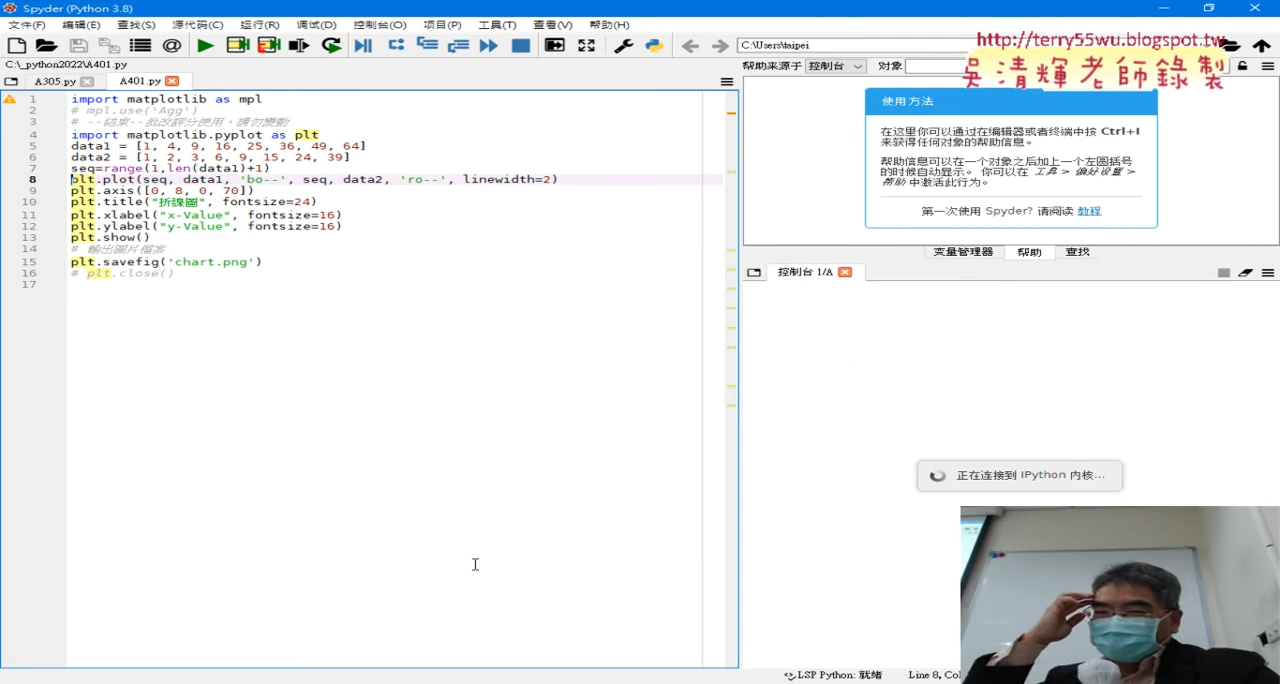 Spyder (Python 3.8)
文件(F) 编辑(E) 查找(S) 源代码(C) 运行(R) 调试(D) 控制台(O) 项目(P) 工具(T) 查看(V) 帮助(H)
C:\Users\taipei
http://terry55wu.blogspot.tw
吳清輝老師錄製
C:\_python2022\A401.py
帮助来源于 控制台 对象
A305.py A401.py
使用方法
在这里你可以通过在编辑器或者终端中按 Ctrl+I
来获得任何对象的帮助信息。
帮助信息可以在一个对象之后加上一个左圆括号
的时候自动显示。 你可以在 工具 > 偏好设置 >
帮助 中激活此行为。
第一次使用 Spyder? 请阅读 教程
变量管理器 帮助 查找
控制台 1/A
1 import matplotlib as mpl
2 # mpl.use('Agg')
3 # --結束--批改評分使用，請勿變動
4 import matplotlib.pyplot as plt
5 data1 = [1, 4, 9, 16, 25, 36, 49, 64]
6 data2 = [1, 2, 3, 6, 9, 15, 24, 39]
7 seq=range(1,len(data1)+1)
8 plt.plot(seq, data1, 'bo--', seq, data2, 'ro--', linewidth=2)
9 plt.axis([0, 8, 0, 70])
10 plt.title("折線圖", fontsize=24)
11 plt.xlabel("x-Value", fontsize=16)
12 plt.ylabel("y-Value", fontsize=16)
13 plt.show()
14 # 輸出圖片檔案
15 plt.savefig('chart.png')
16 # plt.close()
17
正在连接到 IPython 内核...
LSP Python: 就绪 Line 8, Co